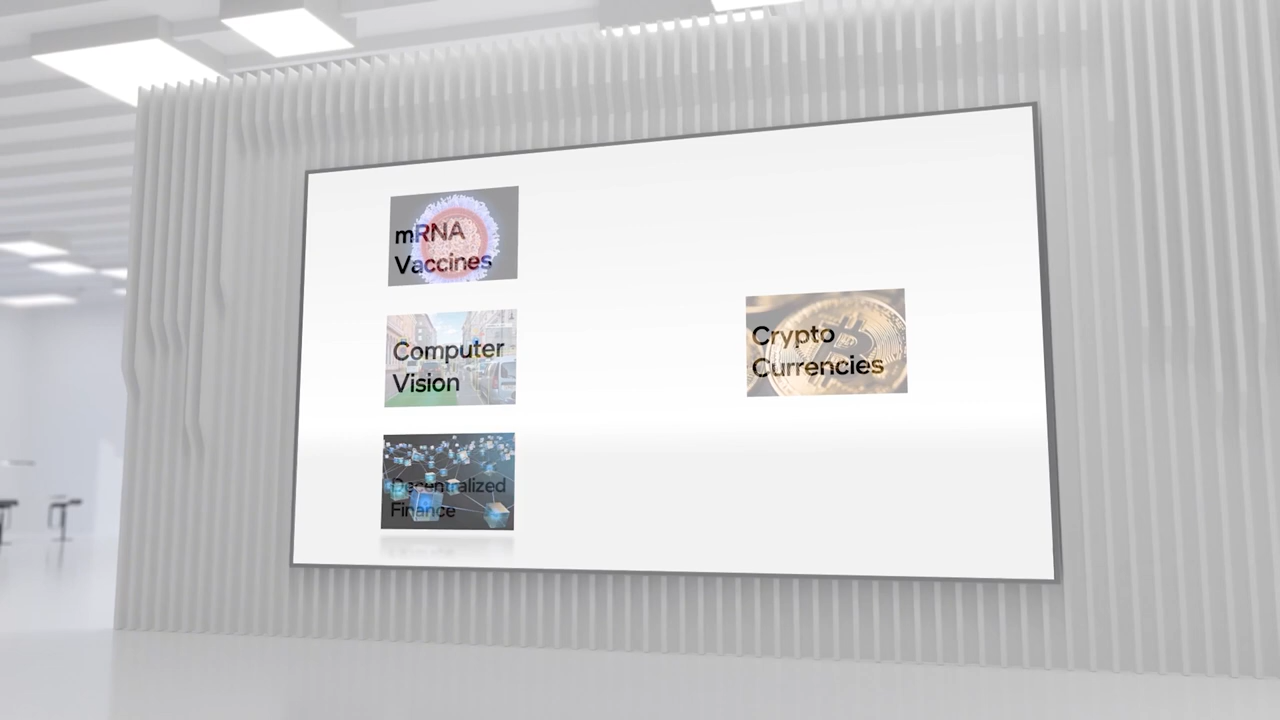 mRNA
Vaccines
Computer
Vision
Decentralized
Finance
Crypto
Currencies